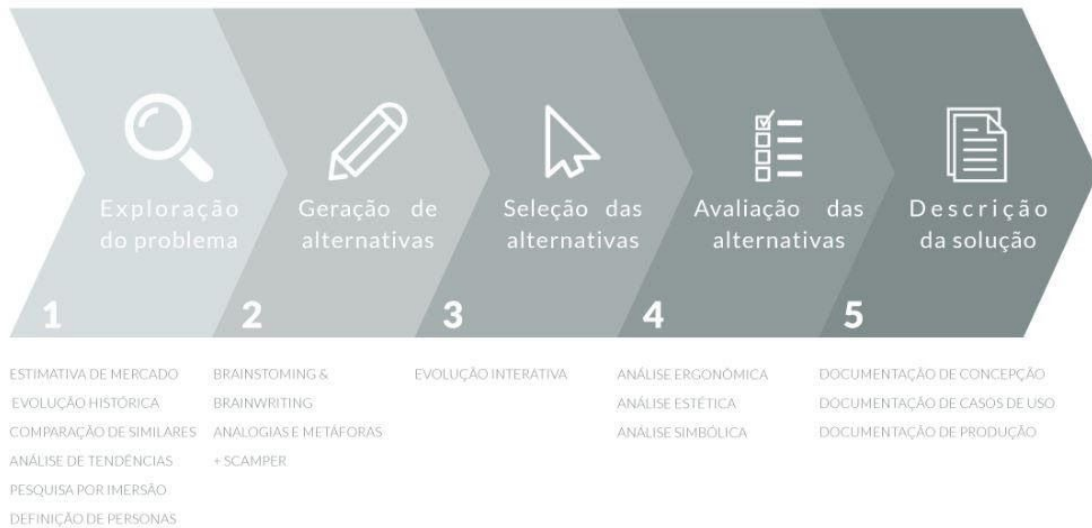 Exploração
do problema
1
Geração de
alternativas
2
Seleção das
alternativas
3
Avaliação das
alternativas
4
Descrição
da solução
5
ESTIMATIVA DE MERCADO
EVOLUÇÃO HISTÓRICA
COMPARAÇÃO DE SIMILARES
ANÁLISE DE TENDÊNCIAS
PESQUISA POR IMERSÃO
DEFINIÇÃO DE PERSONAS
BRAINSTOMING &
BRAINWRITING
ANALOGIAS E METÁFORAS
+ SCAMPER
EVOLUÇÃO INTERATIVA
ANÁLISE ERGONÔMICA
ANÁLISE ESTÉTICA
ANÁLISE SIMBÓLICA
DOCUMENTAÇÃO DE CONCEPÇÃO
DOCUMENTAÇÃO DE CASOS DE USO
DOCUMENTAÇÃO DE PRODUÇÃO